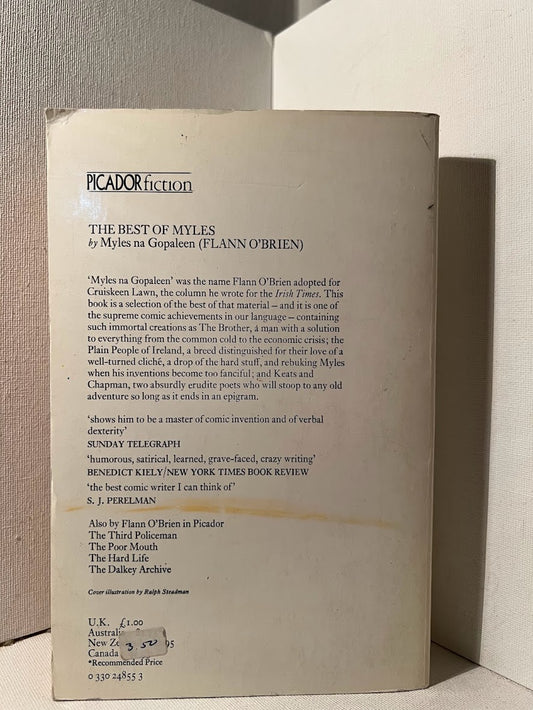 PICADOR fiction
THE BEST OF MYLES
by Myles na Gopaleen (FLANN O'BRIEN)
'Myles na Gopaleen' was the name Flann O'Brien adopted for
Cruiskeen Lawn, the column he wrote for the Irish Times. This
book is a selection of the best of that material – and it is one of
the supreme comic achievements in our language – containing
such immortal creations as The Brother, a man with a solution
to everything from the common cold to the economic crisis; the
Plain People of Ireland, a breed distinguished for their love of a
well-turned cliché, a drop of the hard stuff, and rebuking Myles
when his inventions become too fanciful; and Keats and
Chapman, two absurdly erudite poets who will stoop to any old
adventure so long as it ends in an epigram.
'shows him to be a master of comic invention and of verbal
dexterity'
SUNDAY TELEGRAPH
'humorous, satirical, learned, grave-faced, crazy writing'
BENEDICT KIELY/NEW YORK TIMES BOOK REVIEW
'the best comic writer I can think of'
S. J. PERELMAN
Also by Flann O'Brien in Picador
The Third Policeman
The Poor Mouth
The Hard Life
The Dalkey Archive
Cover illustration by Ralph Steadman
U.K. £1.00
Australi
New Ze 3.50 95
Canada
*Recommended Price
0 330 24855 3